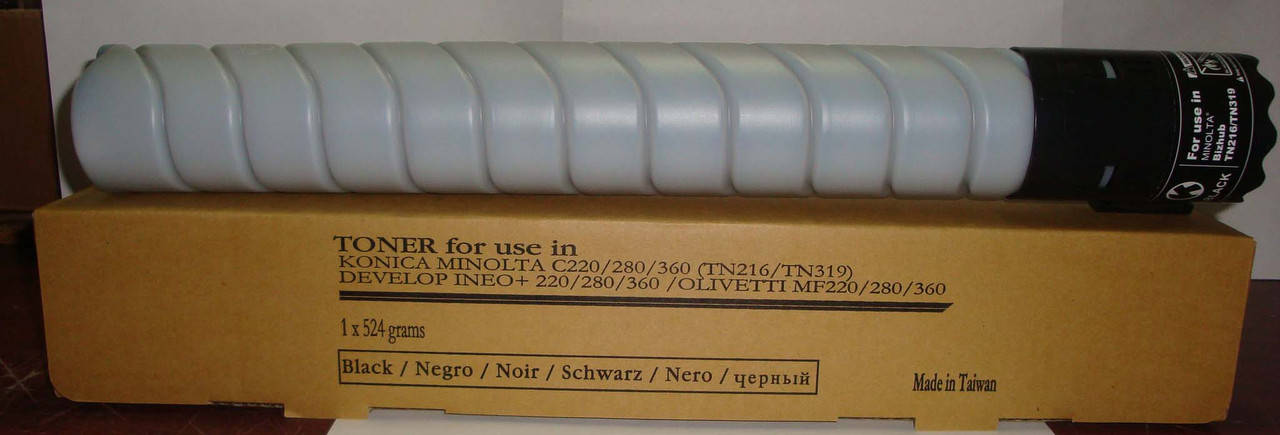 For use in
MINOLTA
Bizhub
TN216/TN319
K
BLACK
TONER for use in
KONICA MINOLTA C220/280/360 (TN216/TN319)
DEVELOP INEO+ 220/280/360 /OLIVETTI MF220/280/360
1 x 524 grams
Black / Negro / Noir / Schwarz / Nero / черный
Made in Taiwan